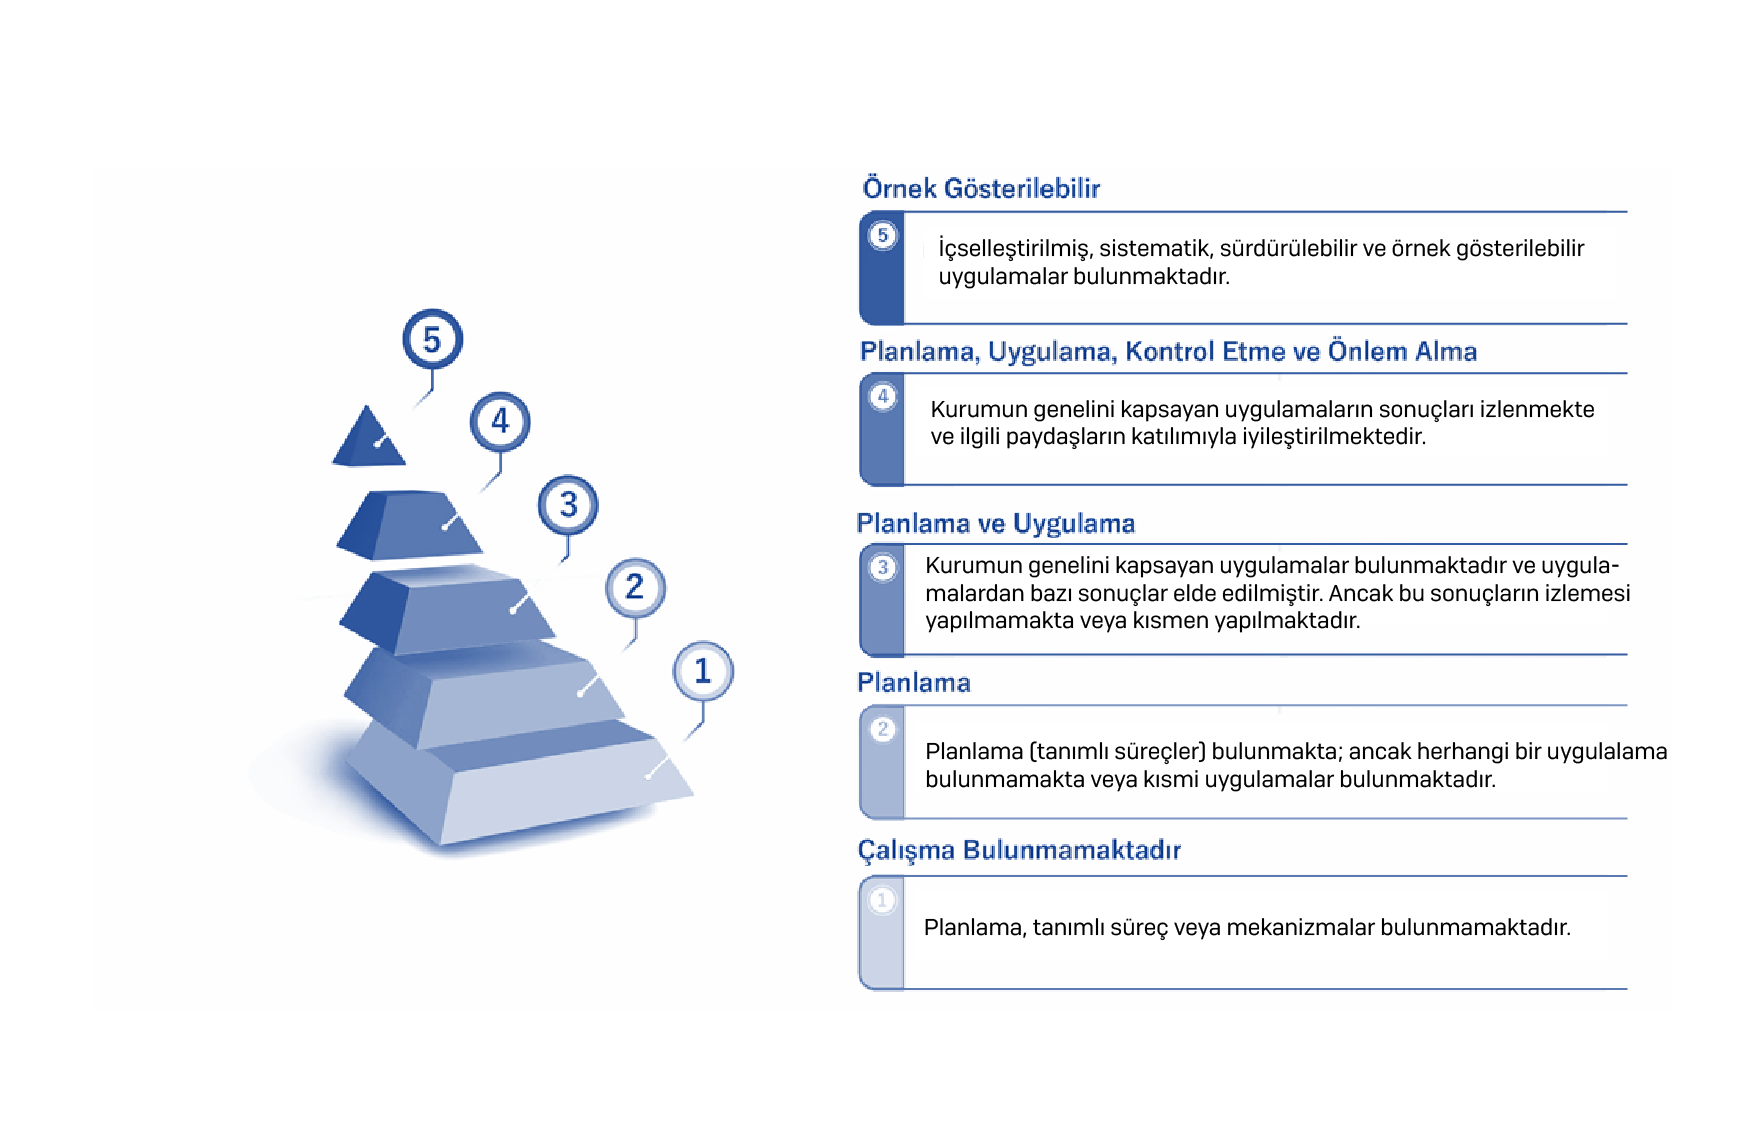 5
4
3
2
1
Örnek Gösterilebilir
5
İçselleştirilmiş, sistematik, sürdürülebilir ve örnek gösterilebilir
uygulamalar bulunmaktadır.
Planlama, Uygulama, Kontrol Etme ve Önlem Alma
4
Kurumun genelini kapsayan uygulamaların sonuçları izlenmekte
ve ilgili paydaşların katılımıyla iyileştirilmektedir.
Planlama ve Uygulama
3
Kurumun genelini kapsayan uygulamalar bulunmaktadır ve uygula-
malardan bazı sonuçlar elde edilmiştir. Ancak bu sonuçların izlemesi
yapılmamakta veya kısmen yapılmaktadır.
Planlama
2
Planlama (tanımlı süreçler) bulunmakta; ancak herhangi bir uygulalama
bulunmamakta veya kısmi uygulamalar bulunmaktadır.
Çalışma Bulunmamaktadır
1
Planlama, tanımlı süreç veya mekanizmalar bulunmamaktadır.